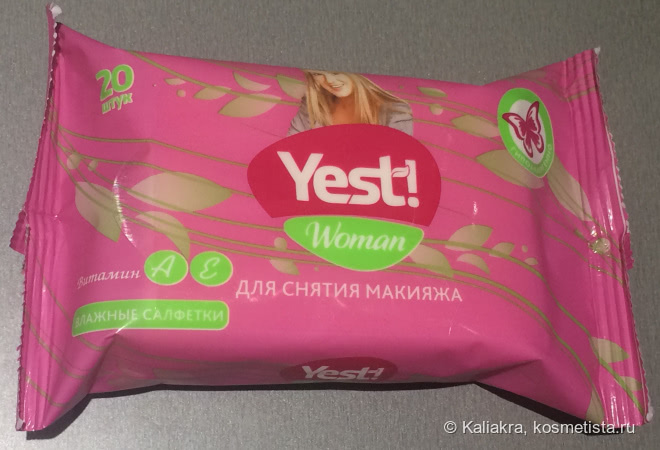 20
штук
Yest!
Woman
Витамин A E
ДЛЯ СНЯТИЯ МАКИЯЖА
ВЛАЖНЫЕ САЛФЕТКИ
Yest!
© Kaliakra, kosmetista.ru